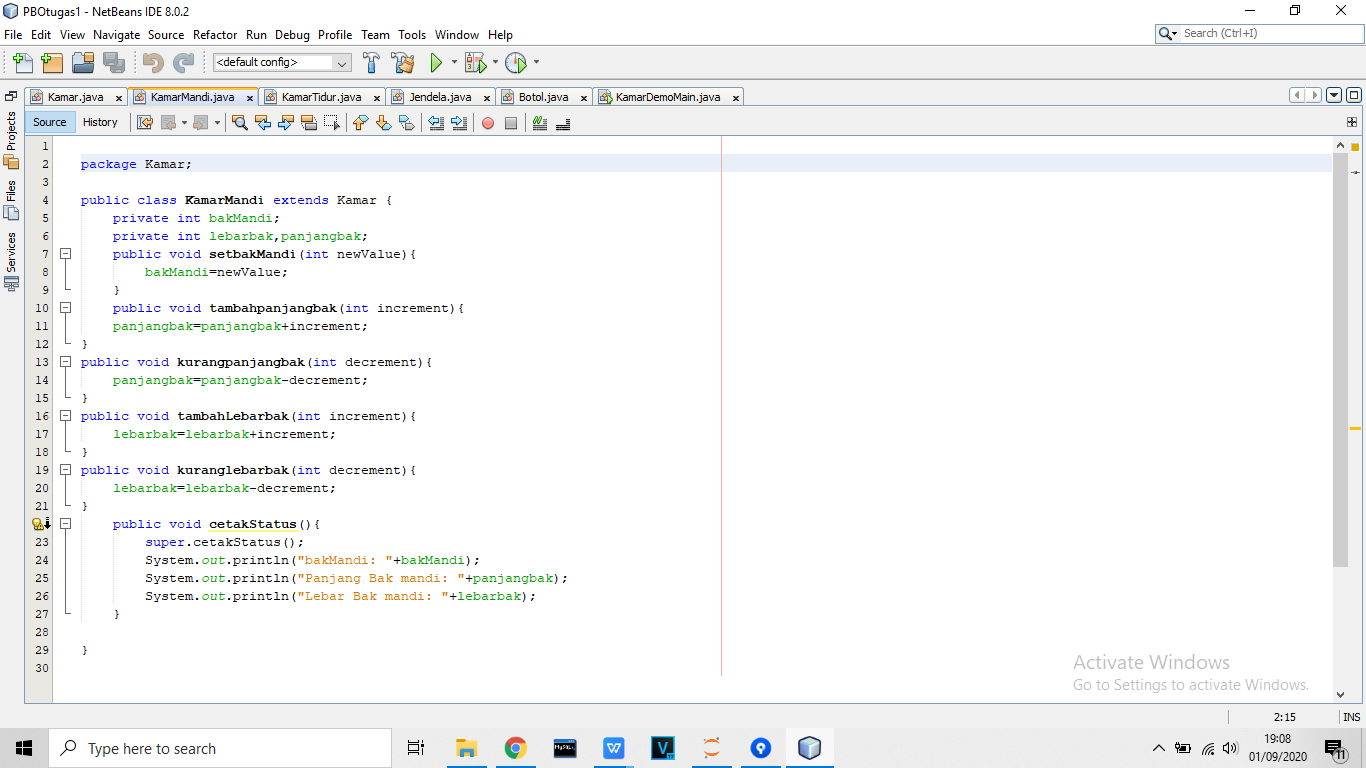 PBOtugas1 - NetBeans IDE 8.0.2
File Edit View Navigate Source Refactor Run Debug Profile Team Tools Window Help
Search (Ctrl+I)
<default config>
Kamar.java x KamarMandi.java x KamarTidur.java x Jendela.java x Botol.java x KamarDemoMain.java x
Projects
Files
Services
Source History
1
2 package Kamar;
3
4 public class KamarMandi extends Kamar {
5 private int bakMandi;
6 private int lebarbak,panjangbak;
7 public void setbakMandi(int newValue){
8 bakMandi=newValue;
9 }
10 public void tambahpanjangbak(int increment){
11 panjangbak=panjangbak+increment;
12 }
13 public void kurangpanjangbak(int decrement){
14 panjangbak=panjangbak-decrement;
15 }
16 public void tambahLebarbak(int increment){
17 lebarbak=lebarbak+increment;
18 }
19 public void kuranglebarbak(int decrement){
20 lebarbak=lebarbak-decrement;
21 }
public void cetakStatus(){
23 super.cetakStatus();
24 System.out.println("bakMandi: "+bakMandi);
25 System.out.println("Panjang Bak mandi: "+panjangbak);
26 System.out.println("Lebar Bak mandi: "+lebarbak);
27 }
28
29 }
30
Activate Windows
Go to Settings to activate Windows.
2:15 INS
Type here to search
MySQL
W
V
19:08
01/09/2020
11